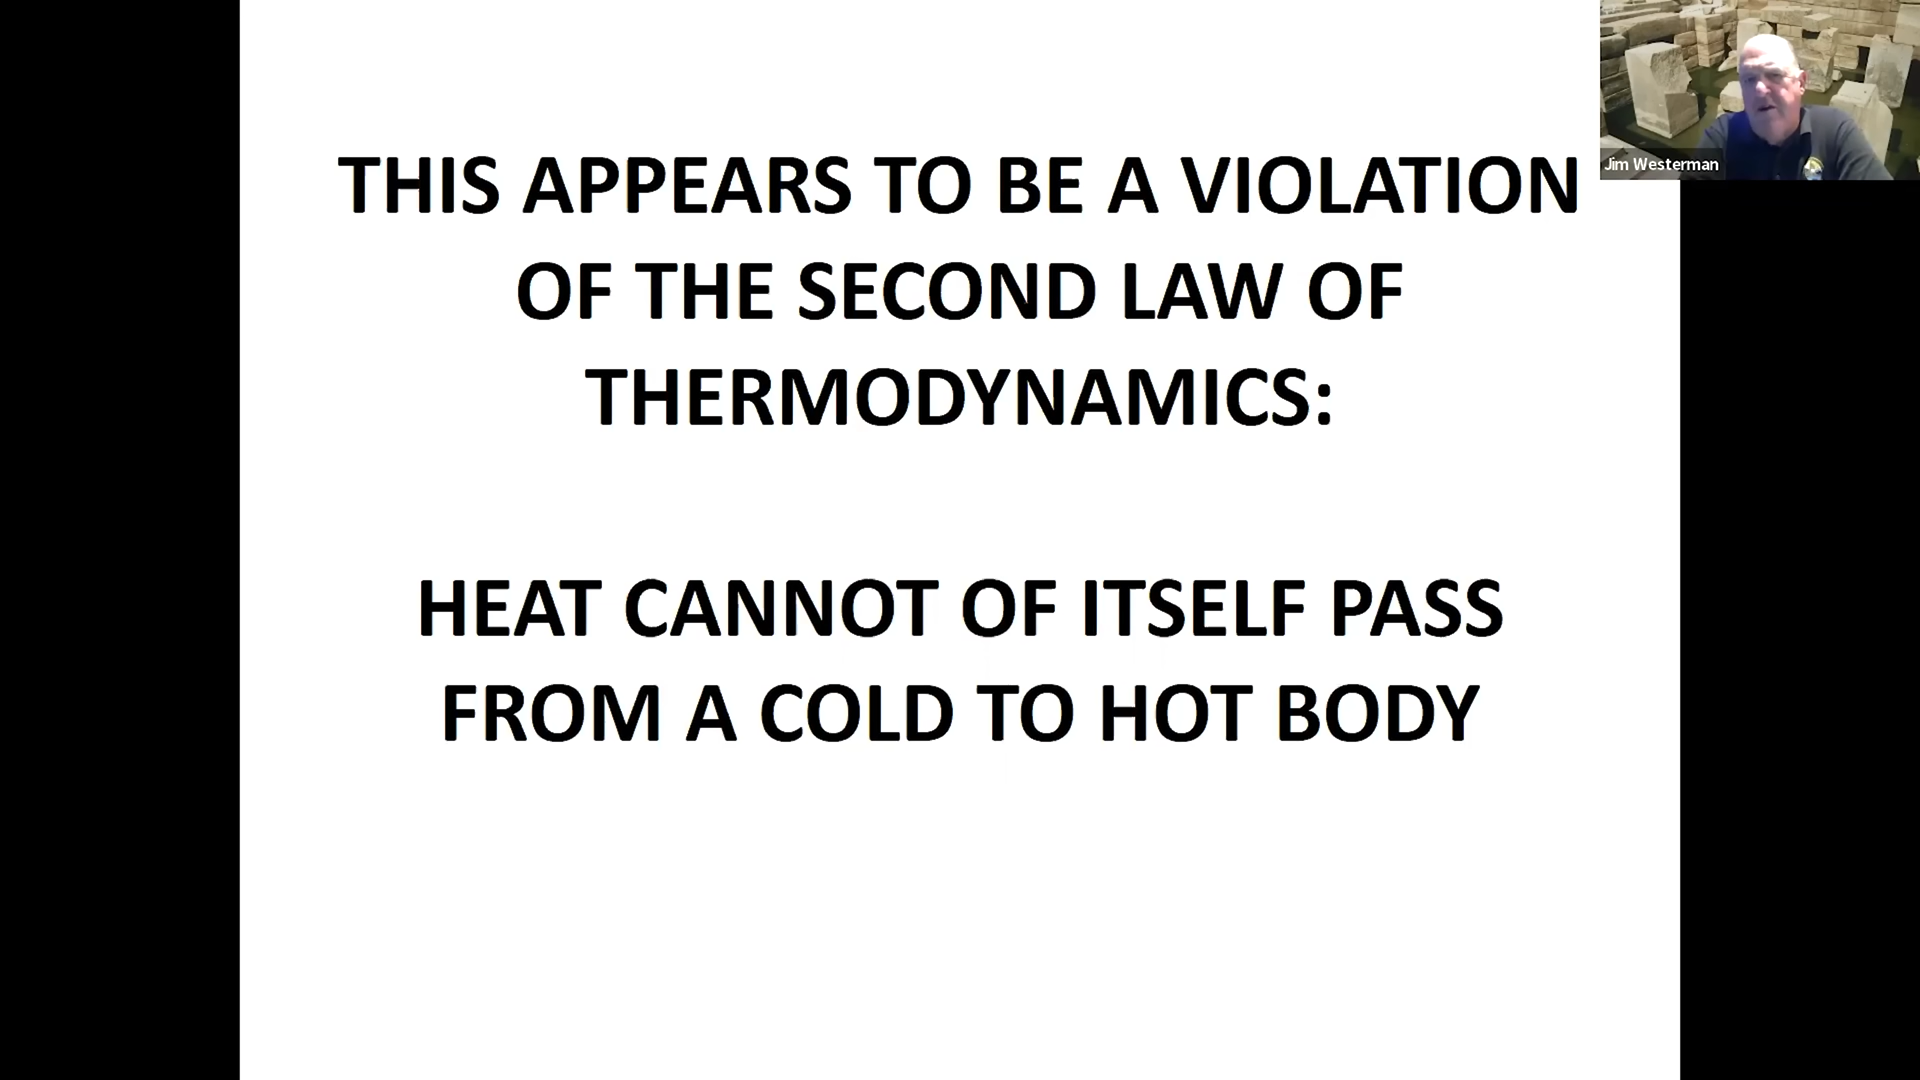 THIS APPEARS TO BE A VIOLATION
OF THE SECOND LAW OF
THERMODYNAMICS:
HEAT CANNOT OF ITSELF PASS
FROM A COLD TO HOT BODY
Jim Westerman